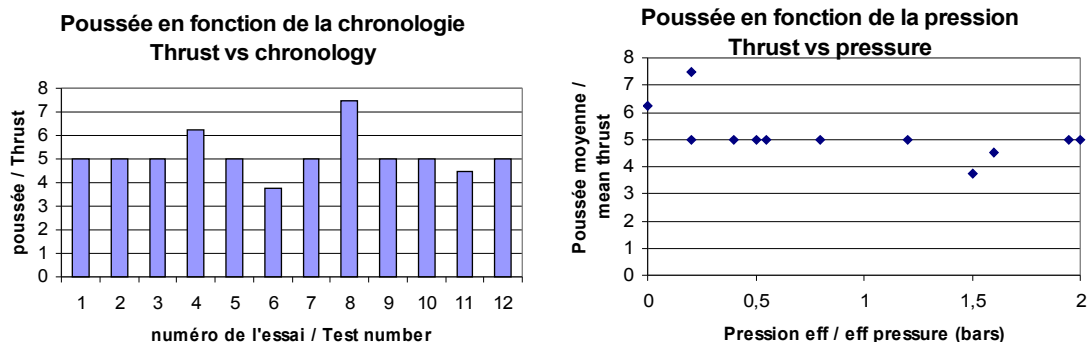 Poussée en fonction de la chronologie
Thrust vs chronology
poussée / Thrust
8
7
6
5
4
3
2
1
0
1 2 3 4 5 6 7 8 9 10 11 12
numéro de l'essai / Test number
Poussée en fonction de la pression
Thrust vs pressure
Poussée moyenne /
mean thrust
8
7
6
5
4
3
2
1
0
0 0,5 1 1,5 2
Pression eff / eff pressure (bars)